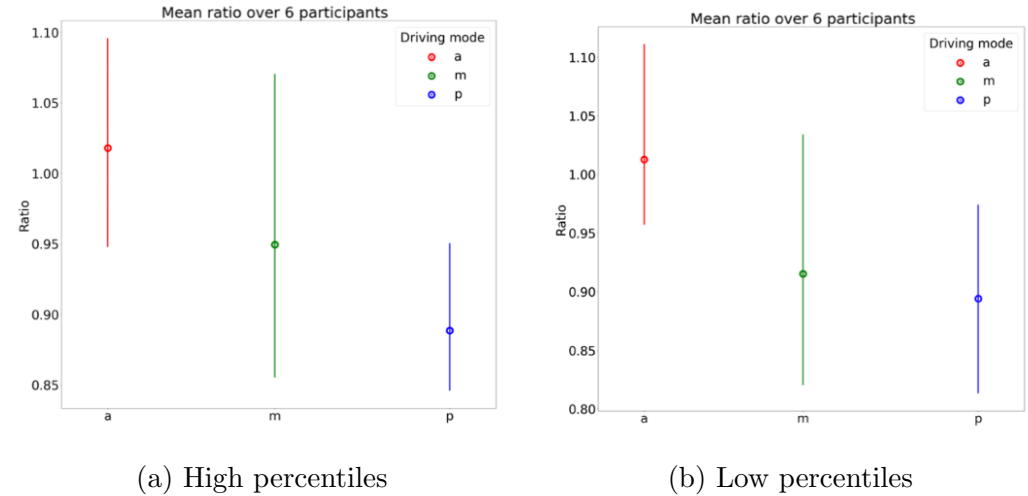 Mean ratio over 6 participants
1.10
1.05
1.00
0.95
0.90
0.85
Ratio
Driving mode
a
m
p
a
m
p
(a) High percentiles
Mean ratio over 6 participants
1.10
1.05
1.00
0.95
0.90
0.85
0.80
Ratio
Driving mode
a
m
p
a
m
p
(b) Low percentiles